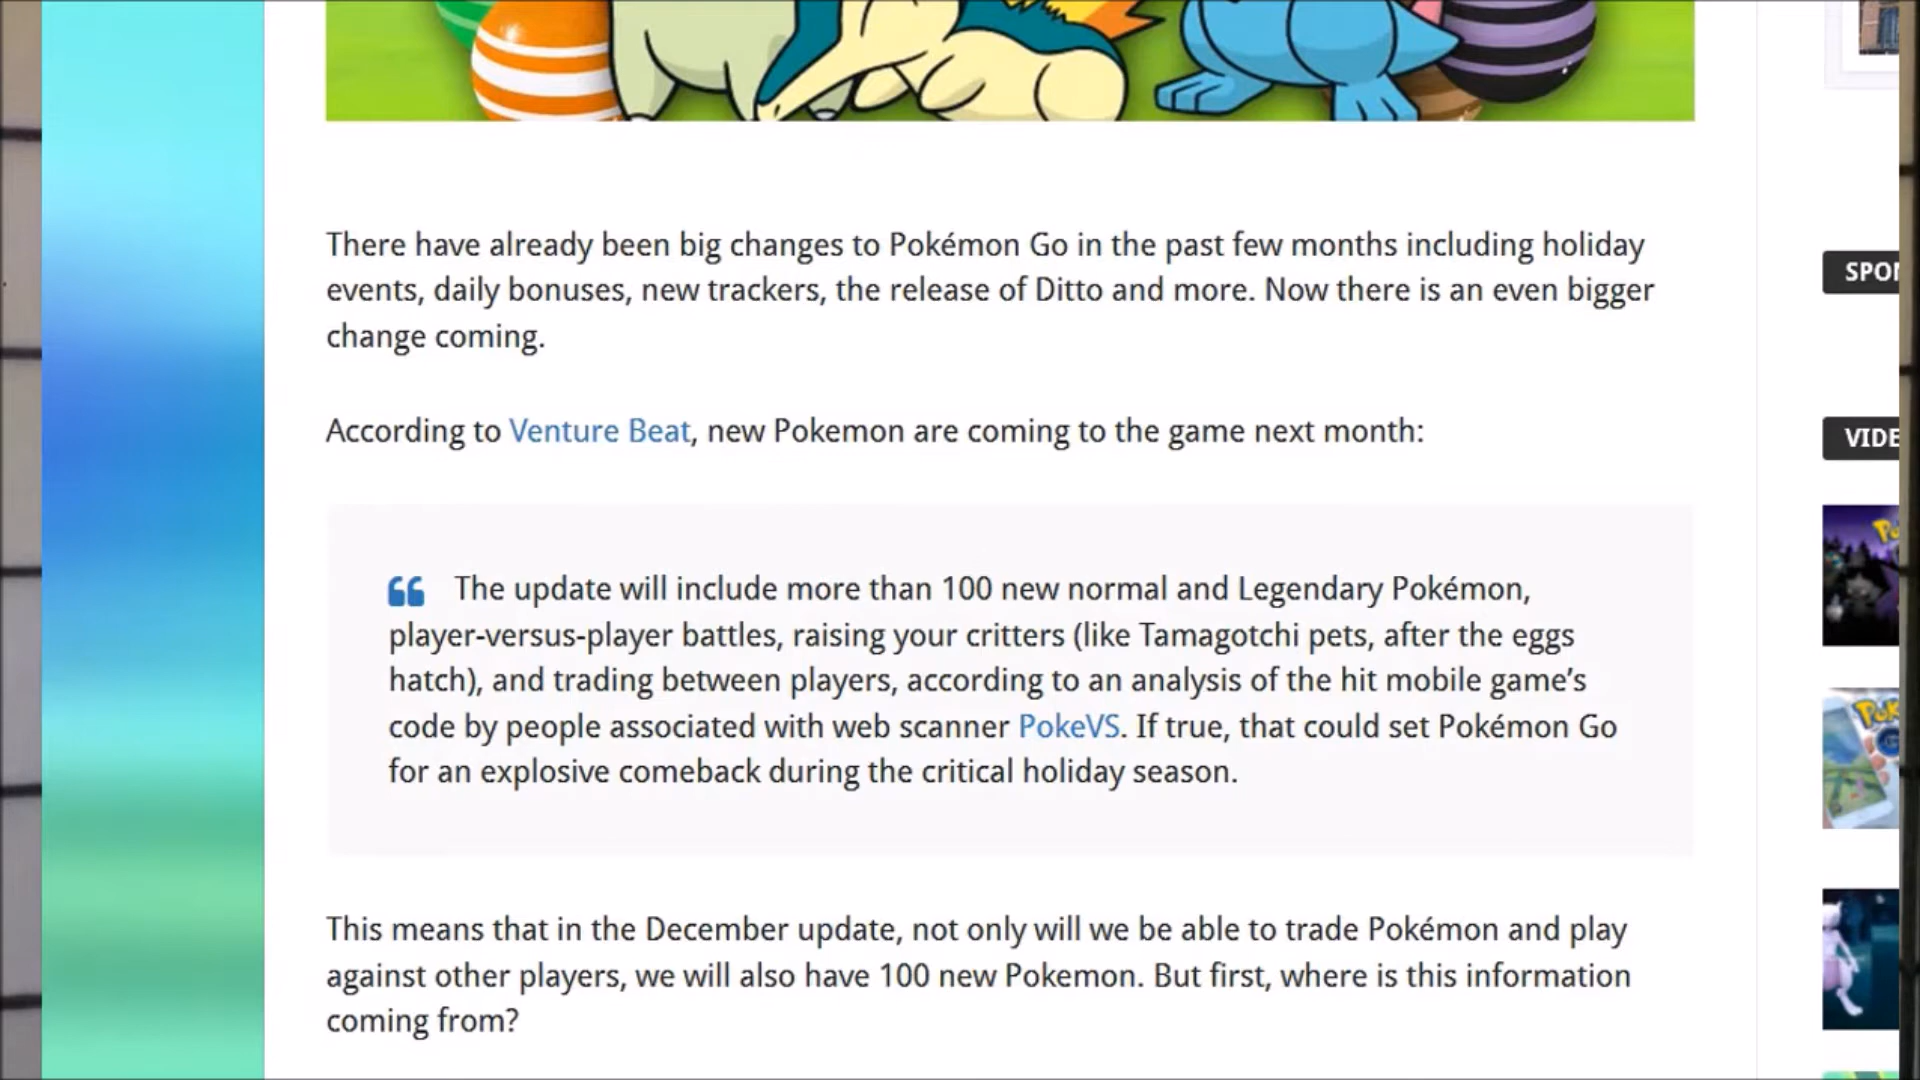 There have already been big changes to Pokémon Go in the past few months including holiday
events, daily bonuses, new trackers, the release of Ditto and more. Now there is an even bigger
change coming.
According to Venture Beat, new Pokemon are coming to the game next month:
The update will include more than 100 new normal and Legendary Pokémon,
player-versus-player battles, raising your critters (like Tamagotchi pets, after the eggs
hatch), and trading between players, according to an analysis of the hit mobile game’s
code by people associated with web scanner PokeVS. If true, that could set Pokémon Go
for an explosive comeback during the critical holiday season.
This means that in the December update, not only will we be able to trade Pokémon and play
against other players, we will also have 100 new Pokemon. But first, where is this information
coming from?